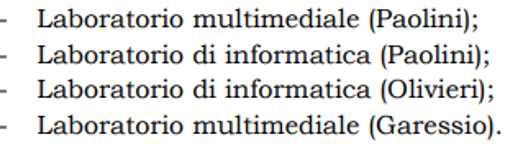 - Laboratorio multimediale (Paolini);
- Laboratorio di informatica (Paolini);
- Laboratorio di informatica (Olivieri);
- Laboratorio multimediale (Garessio).